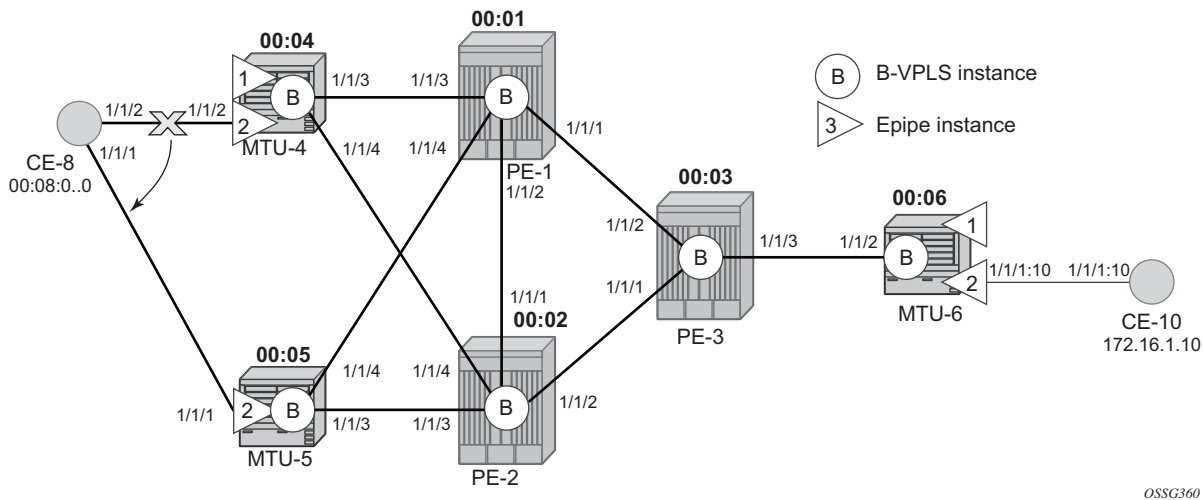 00:01
00:04
1
1/1/3
1/1/3
B
B
B
B-VPLS instance
1/1/2
1/1/2
2
MTU-4
1/1/1
3
Epipe instance
CE-8
00:08:0..0
1/1/1
1/1/4
1/1/4
PE-1
1/1/2
00:03
00:06
1/1/2
1
B
1/1/3
1/1/2
B
2
1/1/1:10
1/1/1:10
1/1/1
1/1/1
00:02
MTU-6
CE-10
172.16.1.10
PE-3
00:05
1/1/4
1/1/4
1/1/1
2
B
1/1/3
1/1/3
B
1/1/2
MTU-5
PE-2
OSSG360